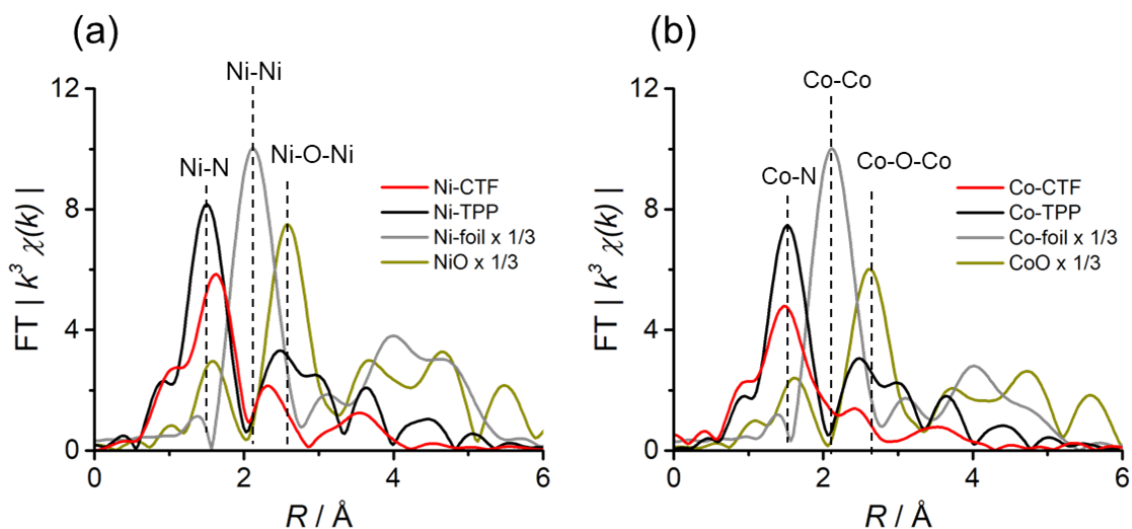 (a)
FT | k³ χ(k) |
12
8
4
0
Ni-Ni
Ni-N
Ni-O-Ni
Ni-CTF
Ni-TPP
Ni-foil x 1/3
NiO x 1/3
0 2 4 6
R / Å
(b)
FT | k³ χ(k) |
12
8
4
0
Co-Co
Co-N
Co-O-Co
Co-CTF
Co-TPP
Co-foil x 1/3
CoO x 1/3
0 2 4 6
R / Å